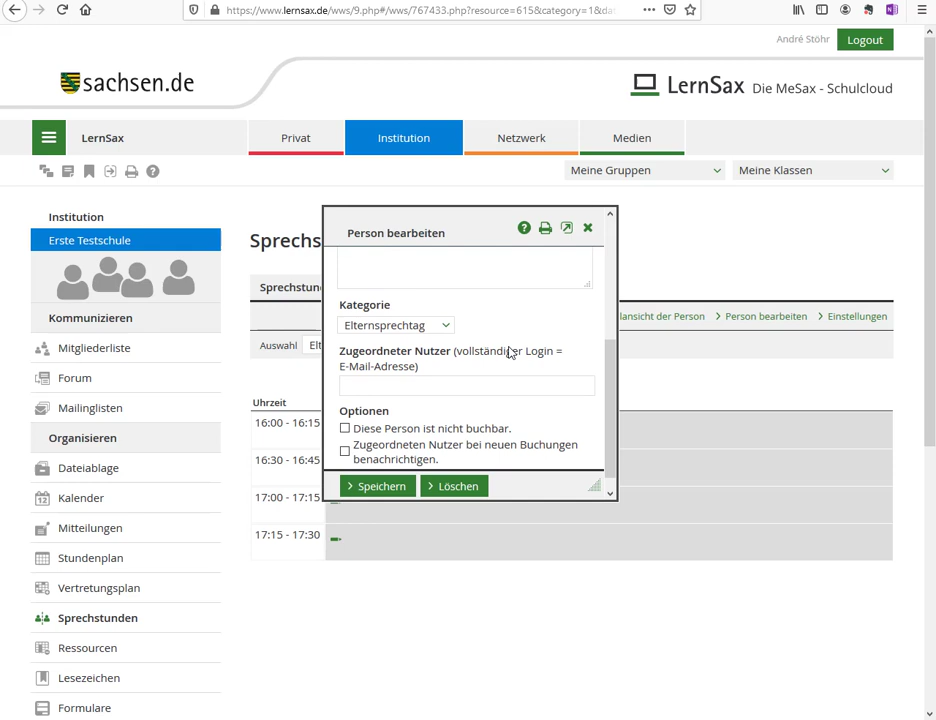 https://www.lernsax.de/wws/9.php#/wws/767433.php?resource=615&category=1&dat
André Stöhr
Logout
sachsen.de
LernSax Die MeSax - Schulcloud
LernSax
Privat
Institution
Netzwerk
Medien
Meine Gruppen
Meine Klassen
Institution
Erste Testschule
Kommunizieren
Mitgliederliste
Forum
Mailinglisten
Organisieren
Dateiablage
Kalender
12
Mitteilungen
Stundenplan
Vertretungsplan
Sprechstunden
Ressourcen
Lesezeichen
Formulare
Sprechs
Sprechstun
lansicht der Person
Person bearbeiten
Einstellungen
Auswahl
Elt
Uhrzeit
16:00 - 16:15
16:30 - 16:45
17:00 - 17:15
17:15 - 17:30
Person bearbeiten
Kategorie
Elternsprechtag
Zugeordneter Nutzer (vollständiger Login =
E-Mail-Adresse)
Optionen
Diese Person ist nicht buchbar.
Zugeordneten Nutzer bei neuen Buchungen
benachrichtigen.
Speichern
Löschen